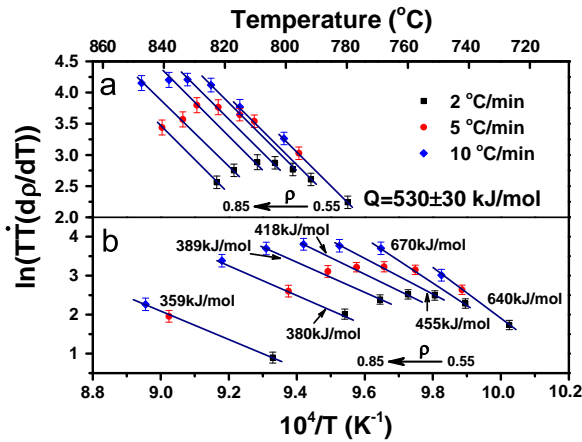 Temperature (°C)
860 840 820 800 780 760 740 720
ln(TṪ(dρ/dT))
4.5
4.0
3.5
3.0
2.5
2.0
a
2 °C/min
5 °C/min
10 °C/min
ρ
0.85 0.55
Q=530±30 kJ/mol
4
3
2
1
b
359kJ/mol
389kJ/mol
418kJ/mol
380kJ/mol
670kJ/mol
455kJ/mol
640kJ/mol
ρ
0.85 0.55
8.8 9.0 9.2 9.4 9.6 9.8 10.0 10.2
10⁴/T (K⁻¹)